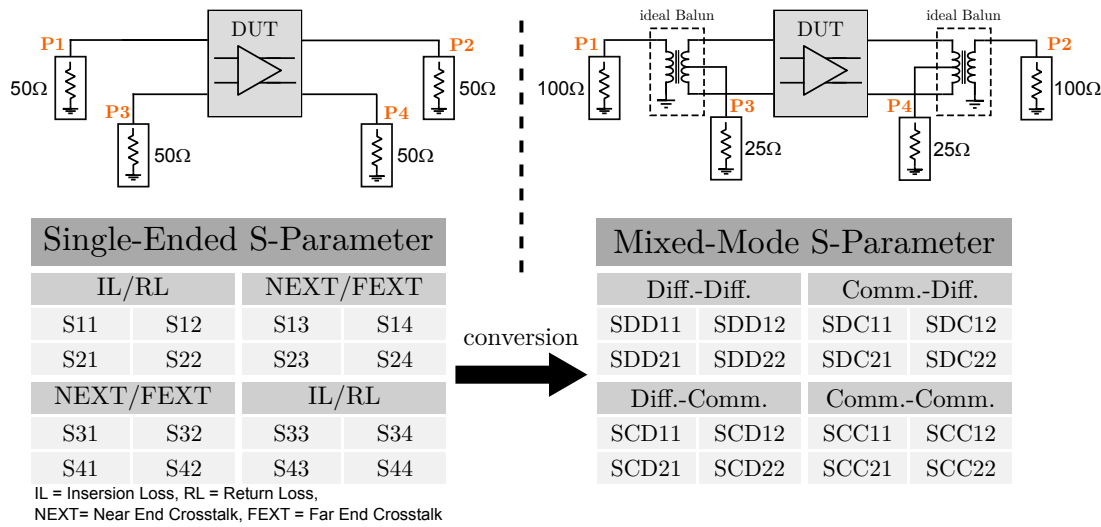 P1
DUT
P2
50Ω
50Ω
P3
P4
50Ω
50Ω
ideal Balun
ideal Balun
P1
DUT
P2
100Ω
100Ω
P3
P4
25Ω
25Ω
Single-Ended S-Parameter
IL/RL NEXT/FEXT
S11 S12 S13 S14
S21 S22 S23 S24
NEXT/FEXT IL/RL
S31 S32 S33 S34
S41 S42 S43 S44
IL = Insersion Loss, RL = Return Loss,
NEXT= Near End Crosstalk, FEXT = Far End Crosstalk
conversion
Mixed-Mode S-Parameter
Diff.-Diff. Comm.-Diff.
SDD11 SDD12 SDC11 SDC12
SDD21 SDD22 SDC21 SDC22
Diff.-Comm. Comm.-Comm.
SCD11 SCD12 SCC11 SCC12
SCD21 SCD22 SCC21 SCC22